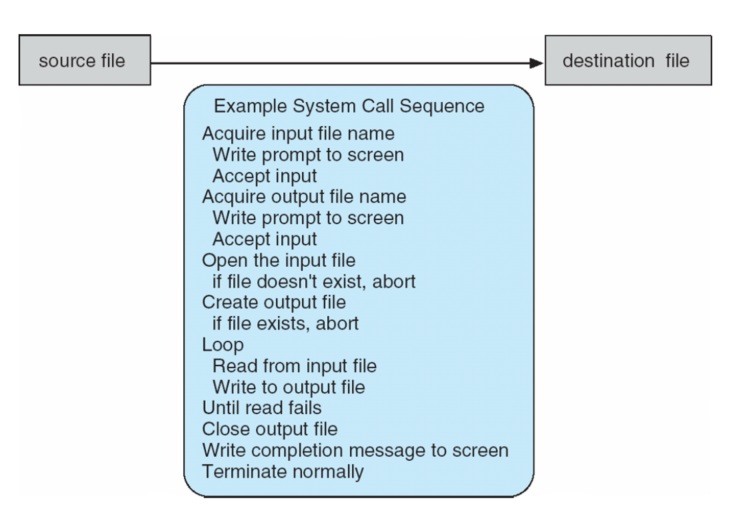 source file
destination file
Example System Call Sequence
Acquire input file name
Write prompt to screen
Accept input
Acquire output file name
Write prompt to screen
Accept input
Open the input file
if file doesn't exist, abort
Create output file
if file exists, abort
Loop
Read from input file
Write to output file
Until read fails
Close output file
Write completion message to screen
Terminate normally